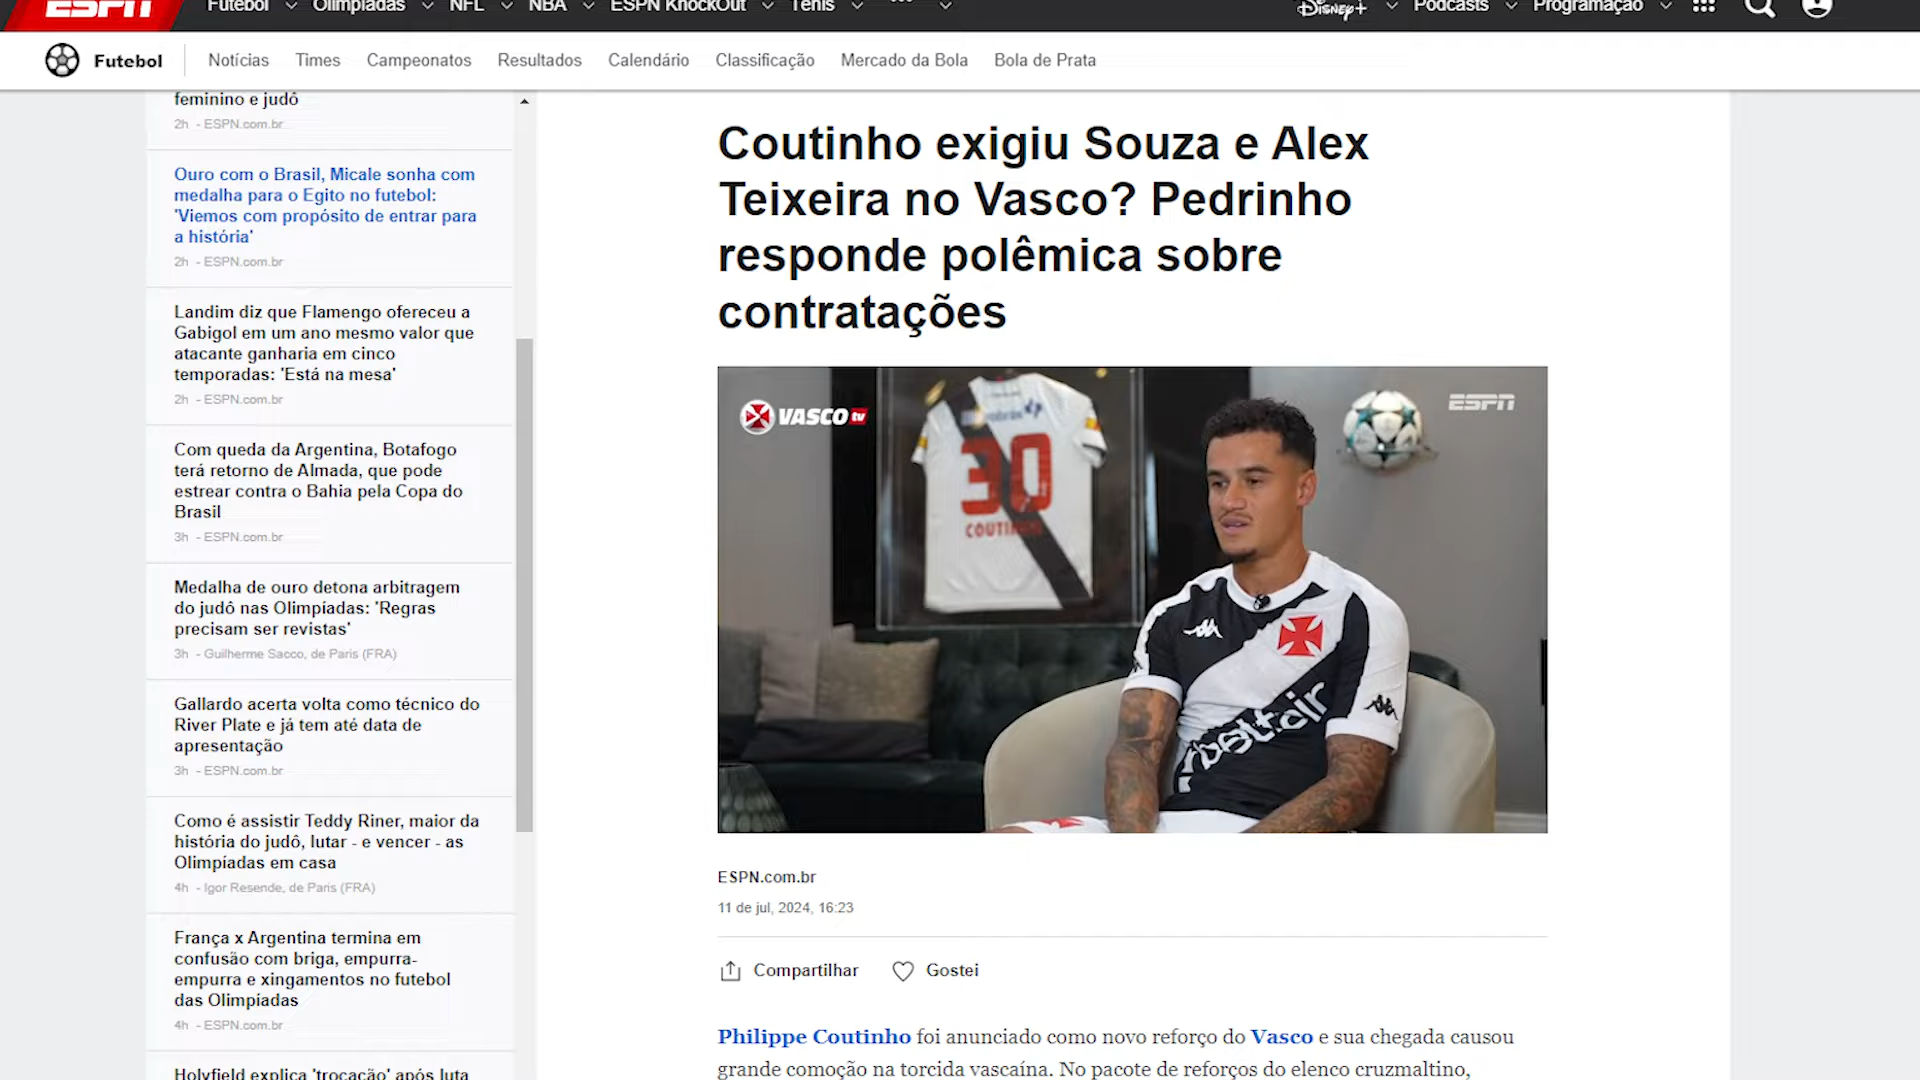 ESPN
Futebol
Olimpíadas
NFL
NBA
ESPN KnockOut
Tênis
Disney+
Podcasts
Programação
Futebol
Notícias
Times
Campeonatos
Resultados
Calendário
Classificação
Mercado da Bola
Bola de Prata
feminino e judô
2h - ESPN.com.br
Ouro com o Brasil, Micale sonha com
medalha para o Egito no futebol:
'Viemos com propósito de entrar para
a história'
2h - ESPN.com.br
Landim diz que Flamengo ofereceu a
Gabigol em um ano mesmo valor que
atacante ganharia em cinco
temporadas: 'Está na mesa'
2h - ESPN.com.br
Com queda da Argentina, Botafogo
terá retorno de Almada, que pode
estrear contra o Bahia pela Copa do
Brasil
3h - ESPN.com.br
Medalha de ouro detona arbitragem
do judô nas Olimpíadas: 'Regras
precisam ser revistas'
3h - Guilherme Sacco, de Paris (FRA)
Gallardo acerta volta como técnico do
River Plate e já tem até data de
apresentação
3h - ESPN.com.br
Como é assistir Teddy Riner, maior da
história do judô, lutar - e vencer - as
Olimpíadas em casa
4h - Igor Resende, de Paris (FRA)
França x Argentina termina em
confusão com briga, empurra-
empurra e xingamentos no futebol
das Olimpíadas
4h - ESPN.com.br
Holyfield explica 'trocação' após luta
Coutinho exigiu Souza e Alex
Teixeira no Vasco? Pedrinho
responde polêmica sobre
contratações
VASCO tv
ESPN
30
COUTINHO
betfair
ESPN.com.br
11 de jul, 2024, 16:23
Compartilhar
Gostei
Philippe Coutinho foi anunciado como novo reforço do Vasco e sua chegada causou
grande comoção na torcida vascaína. No pacote de reforços do elenco cruzmaltino,